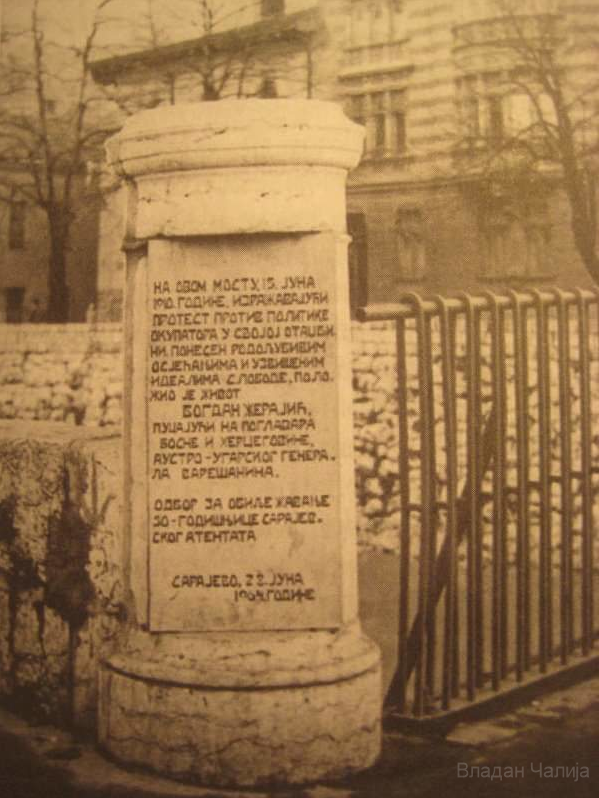 НА ОВОМ МОСТУ, 15. ЈУНА
1910. ГОДИНЕ, ИЗРАЖАВАЈУЋИ
ПРОТЕСТ ПРОТИВ ПОЛИТИКЕ
ОКУПАТОРА У СВОЈОЈ ОТАЏБИ
НИ, ПОНЕСЕН РОДОЉУБИВИМ
ОСЈЕЋАЊИМА И УЗВИШЕНИМ
ИДЕАЛИМА СЛОБОДЕ, ПОЛО-
ЖИО ЈЕ ЖИВОТ
БОГДАН ЖЕРАЈИЋ,
ПУЦАЈУЋИ НА ПОГЛАВАРА
БОСНЕ И ХЕРЦЕГОВИНЕ,
АУСТРО-УГАРСКОГ ГЕНЕРА-
ЛА ВАРЕШАНИНА.
ОДБОР ЗА ОБИЉЕЖАВАЊЕ
50-ГОДИШЊИЦЕ САРАЈЕВ-
СКОГ АТЕНТАТА
САРАЈЕВО, 28. ЈУНА
1964. ГОДИНЕ
Владан Чалија